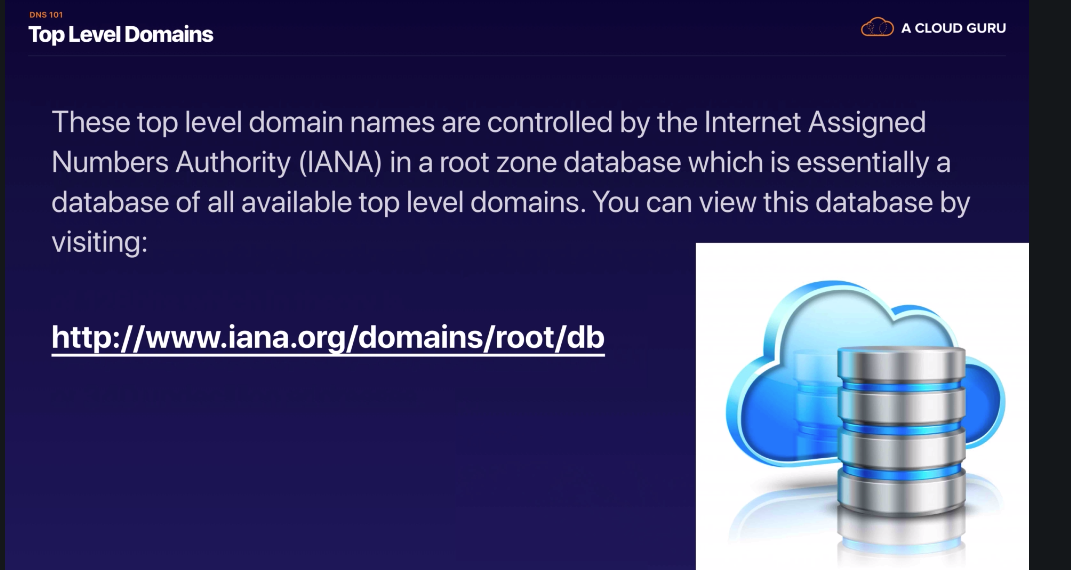 DNS 101
Top Level Domains
A CLOUD GURU
These top level domain names are controlled by the Internet Assigned
Numbers Authority (IANA) in a root zone database which is essentially a
database of all available top level domains. You can view this database by
visiting:
http://www.iana.org/domains/root/db